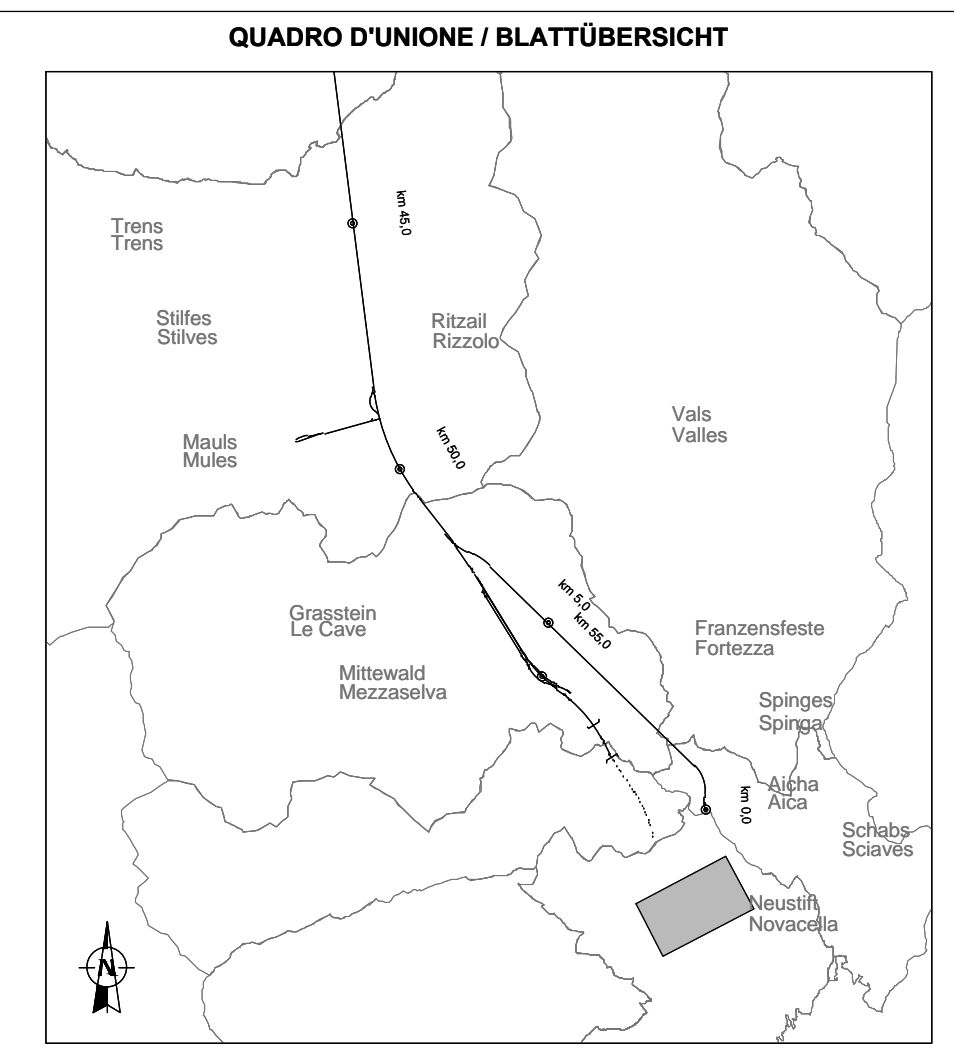 QUADRO D'UNIONE / BLATTÜBERSICHT
km 45,0
Trens
Trens
Stilfes
Stilves
Ritzail
Rizzolo
Vals
Valles
Mauls
Mules
km 50,0
km 5,0
km 55,0
Grasstein
Le Cave
Franzensfeste
Fortezza
Mittewald
Mezzaselva
Spinges
Spinga
Aicha
Aica
km 0,0
Schabs
Sciaves
Neustift
Novacella
N